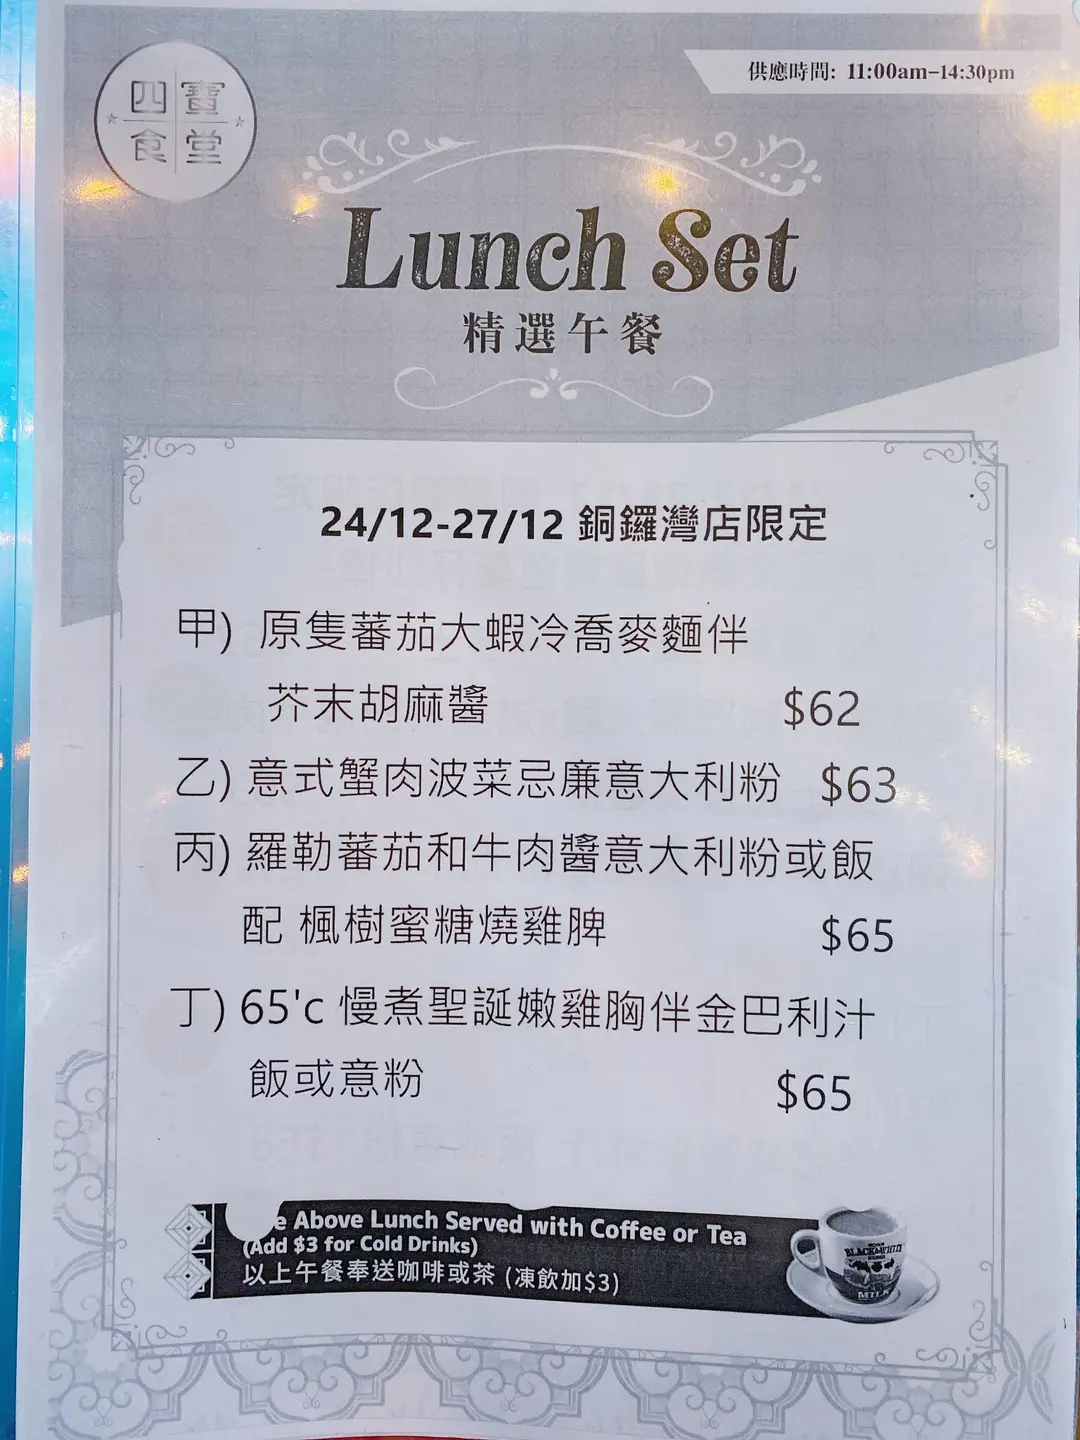 四寶
食堂
供應時間: 11:00am-14:30pm
Lunch Set
精選午餐
24/12-27/12 銅鑼灣店限定
甲) 原隻蕃茄大蝦冷喬麥麵伴
芥末胡麻醬 $62
乙) 意式蟹肉波菜忌廉意大利粉 $63
丙) 羅勒蕃茄和牛肉醬意大利粉或飯
配 楓樹蜜糖燒雞脾 $65
丁) 65'c 慢煮聖誕嫩雞胸伴金巴利汁
飯或意粉 $65
e Above Lunch Served with Coffee or Tea
(Add $3 for Cold Drinks)
以上午餐奉送咖啡或茶 (凍飲加$3)
BLACK&WHITE
MILK